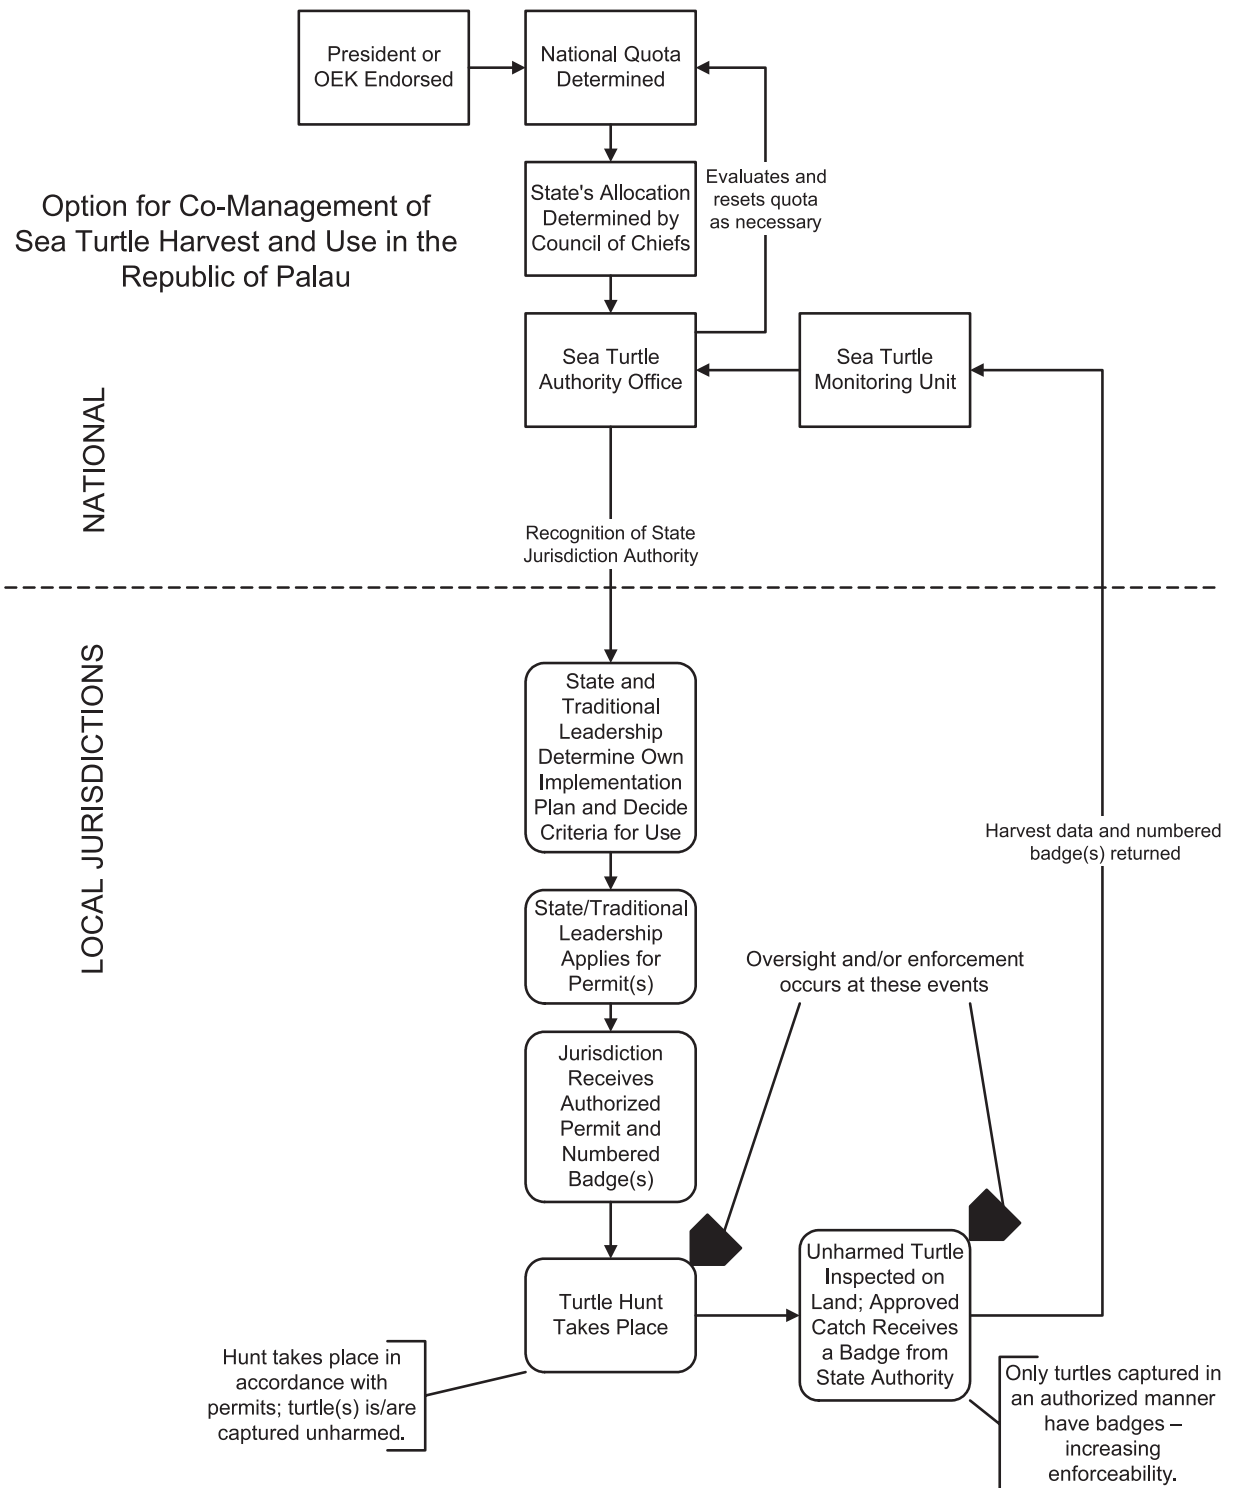 President or
OEK Endorsed
National Quota
Determined
Option for Co-Management of
Sea Turtle Harvest and Use in the
Republic of Palau
State's Allocation
Determined by
Council of Chiefs
Evaluates and
resets quota
as necessary
Sea Turtle
Authority Office
Sea Turtle
Monitoring Unit
NATIONAL
Recognition of State
Jurisdiction Authority
LOCAL JURISDICTIONS
State and
Traditional
Leadership
Determine Own
Implementation
Plan and Decide
Criteria for Use
Harvest data and numbered
badge(s) returned
State/Traditional
Leadership
Applies for
Permit(s)
Oversight and/or enforcement
occurs at these events
Jurisdiction
Receives
Authorized
Permit and
Numbered
Badge(s)
Turtle Hunt
Takes Place
Unharmed Turtle
Inspected on
Land; Approved
Catch Receives
a Badge from
State Authority
Hunt takes place in
accordance with
permits; turtle(s) is/are
captured unharmed.
Only turtles captured in
an authorized manner
have badges –
increasing
enforceability.